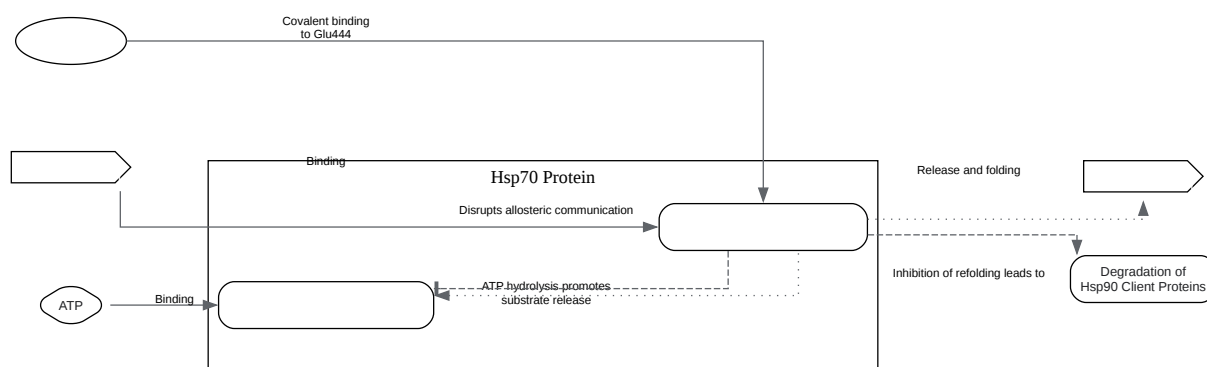 Covalent binding
to Glu444
Binding
Hsp70 Protein
Release and folding
Disrupts allosteric communication
Inhibition of refolding leads to
Degradation of
Hsp90 Client Proteins
ATP
Binding
ATP hydrolysis promotes
substrate release